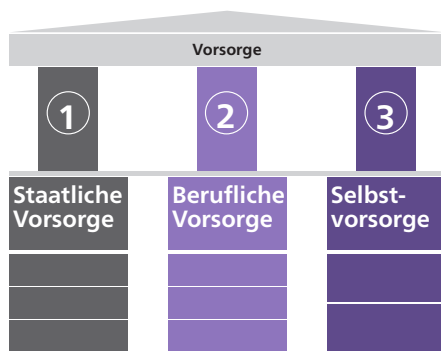 Vorsorge
1
2
3
Staatliche
Vorsorge
Berufliche
Vorsorge
Selbst-
vorsorge